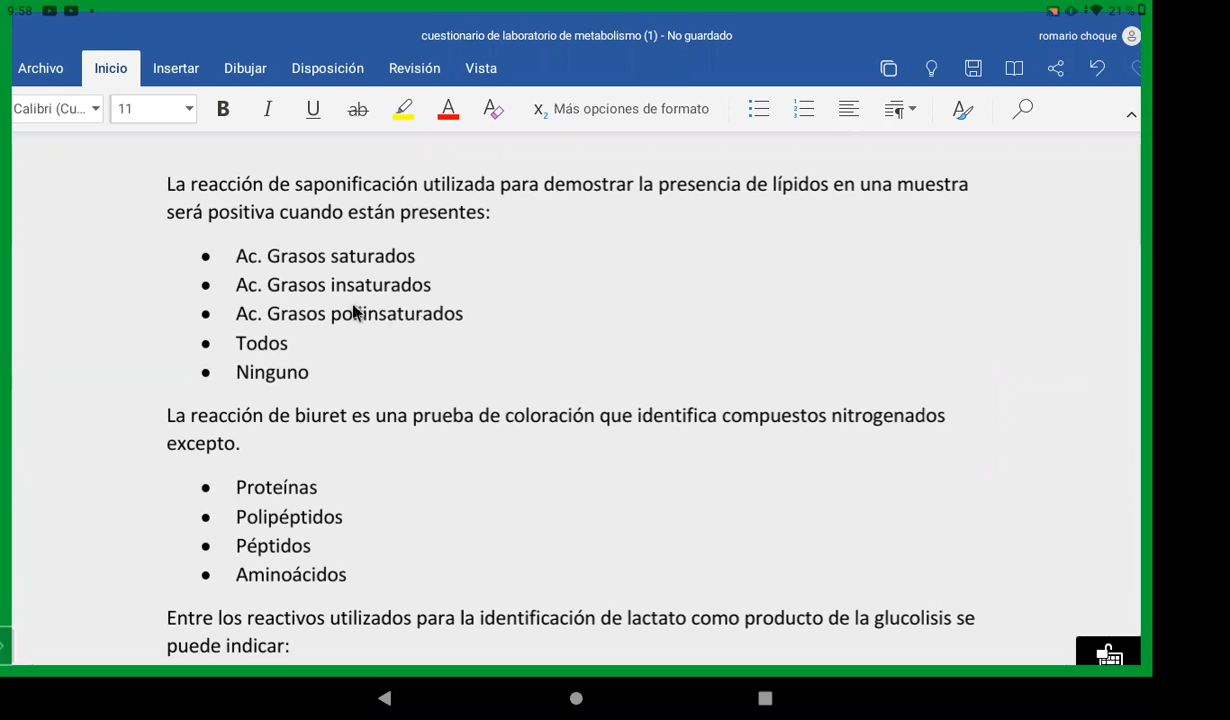 9:58
21 %
cuestionario de laboratorio de metabolismo (1) - No guardado
romario choque
Archivo Inicio Insertar Dibujar Disposición Revisión Vista
Calibri (Cu... 11 B I U ab A A X2 Más opciones de formato
La reacción de saponificación utilizada para demostrar la presencia de lípidos en una muestra
será positiva cuando están presentes:
● Ac. Grasos saturados
● Ac. Grasos insaturados
● Ac. Grasos poliinsaturados
● Todos
● Ninguno
La reacción de biuret es una prueba de coloración que identifica compuestos nitrogenados
excepto.
● Proteínas
● Polipéptidos
● Péptidos
● Aminoácidos
Entre los reactivos utilizados para la identificación de lactato como producto de la glucolisis se
puede indicar: